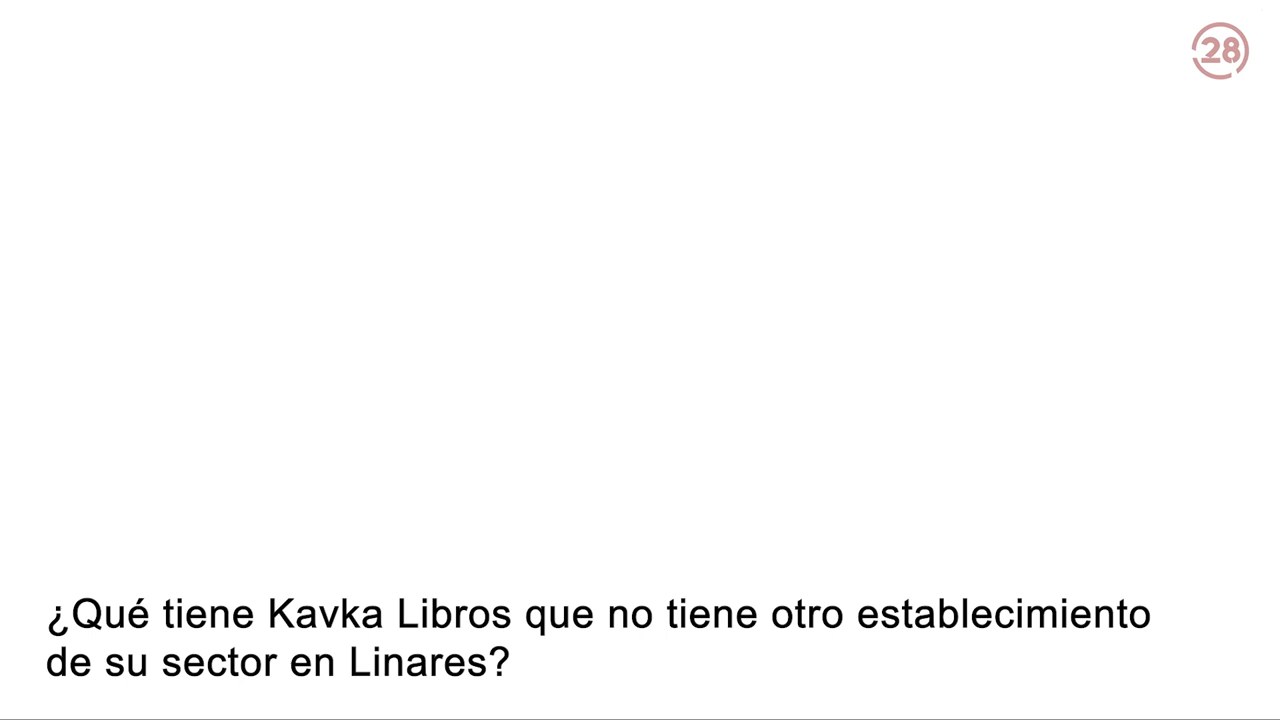 28
¿Qué tiene Kavka Libros que no tiene otro establecimiento
de su sector en Linares?